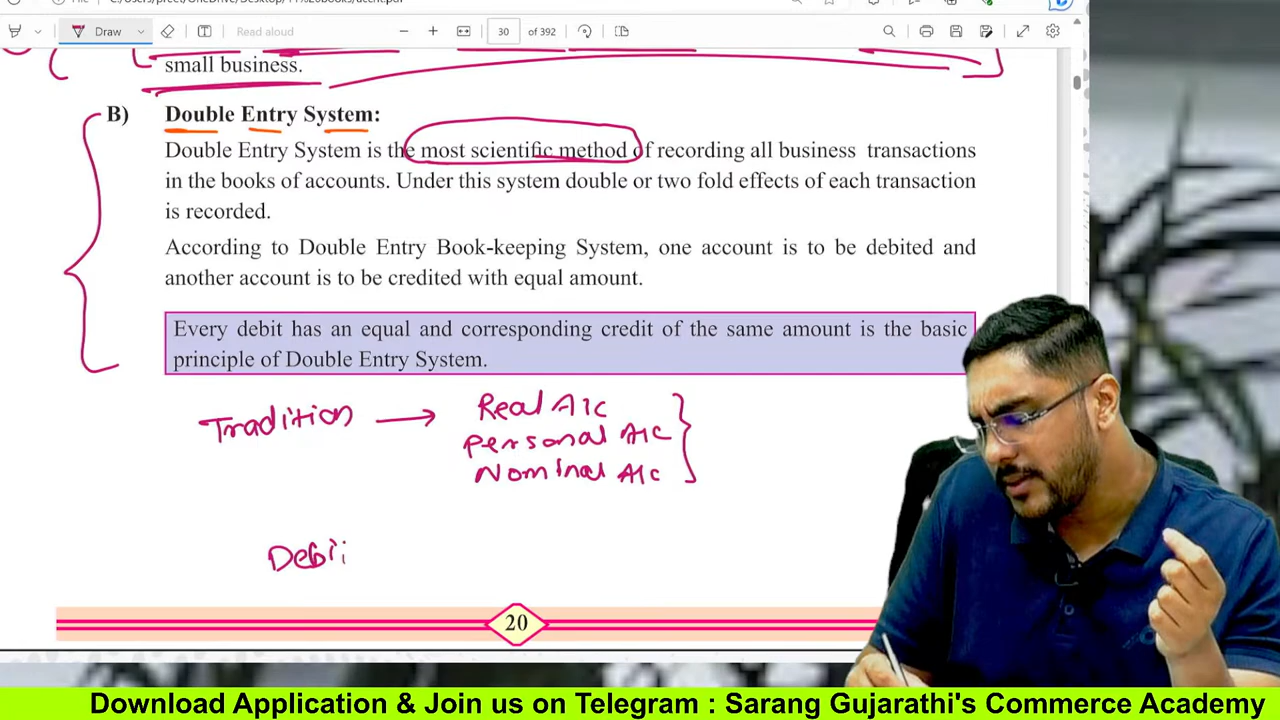 Draw
Read aloud
30 of 392
small business.
B) Double Entry System:
Double Entry System is the most scientific method of recording all business transactions
in the books of accounts. Under this system double or two fold effects of each transaction
is recorded.
According to Double Entry Book-keeping System, one account is to be debited and
another account is to be credited with equal amount.
Every debit has an equal and corresponding credit of the same amount is the basic
principle of Double Entry System.
Tradition → Real A/c
Personal A/c
Nominal A/c
Debit
20
Download Application & Join us on Telegram : Sarang Gujarathi's Commerce Academy